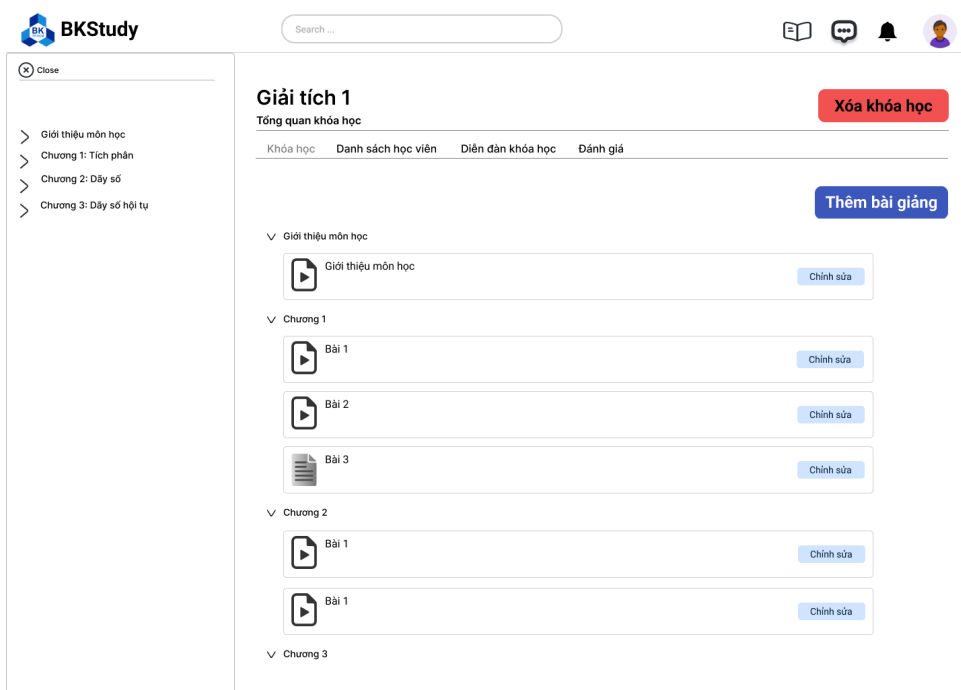 BK
BKStudy
Search ...
Close
Giới thiệu môn học
Chương 1: Tích phân
Chương 2: Dãy số
Chương 3: Dãy số hội tụ
Giải tích 1
Xóa khóa học
Tổng quan khóa học
Khóa học
Danh sách học viên
Diễn đàn khóa học
Đánh giá
Thêm bài giảng
Giới thiệu môn học
Giới thiệu môn học
Chỉnh sửa
Chương 1
Bài 1
Chỉnh sửa
Bài 2
Chỉnh sửa
Bài 3
Chỉnh sửa
Chương 2
Bài 1
Chỉnh sửa
Bài 1
Chỉnh sửa
Chương 3